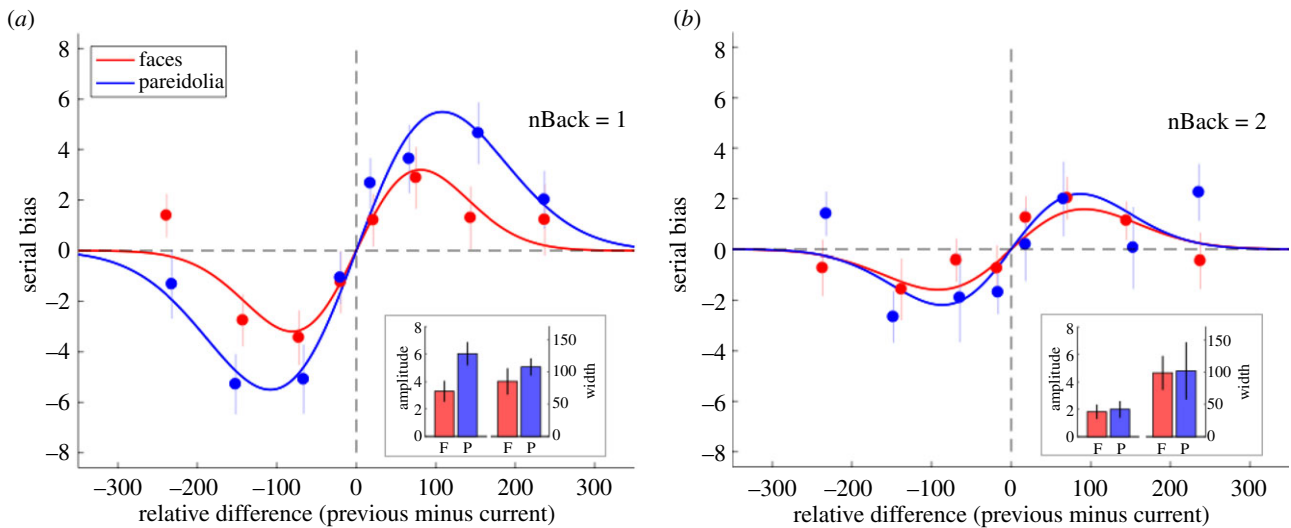 (a)
8
6
4
2
0
−2
−4
−6
−8
serial bias
faces
pareidolia
nBack = 1
8
6
4
2
0
amplitude
F P F P
150
100
50
0
width
−300 −200 −100 0 100 200 300
relative difference (previous minus current)
(b)
8
6
4
2
0
−2
−4
−6
−8
serial bias
nBack = 2
8
6
4
2
0
amplitude
F P F P
150
100
50
0
width
−300 −200 −100 0 100 200 300
relative difference (previous minus current)